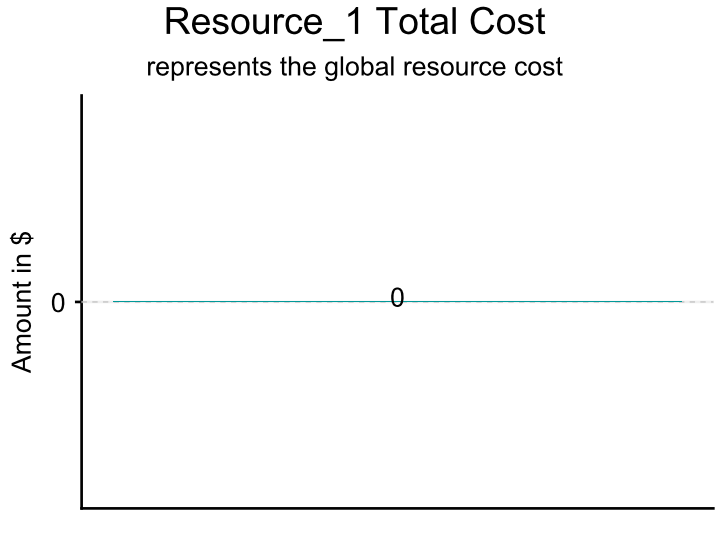 Resource_1 Total Cost
represents the global resource cost
Amount in $
0
0